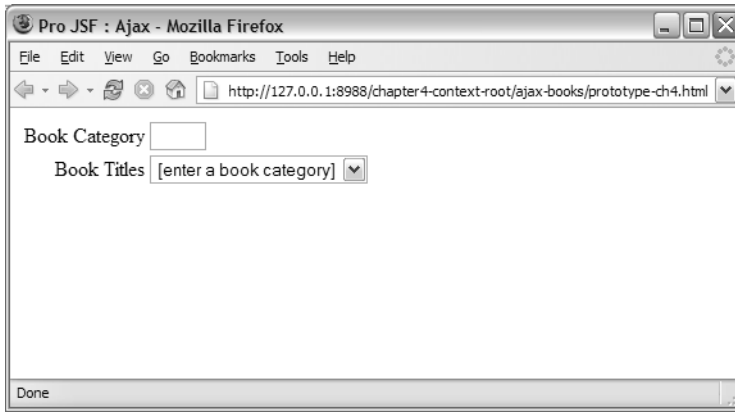 Pro JSF : Ajax - Mozilla Firefox
File Edit View Go Bookmarks Tools Help
http://127.0.0.1:8988/chapter4-context-root/ajax-books/prototype-ch4.html
Book Category
Book Titles [enter a book category]
Done